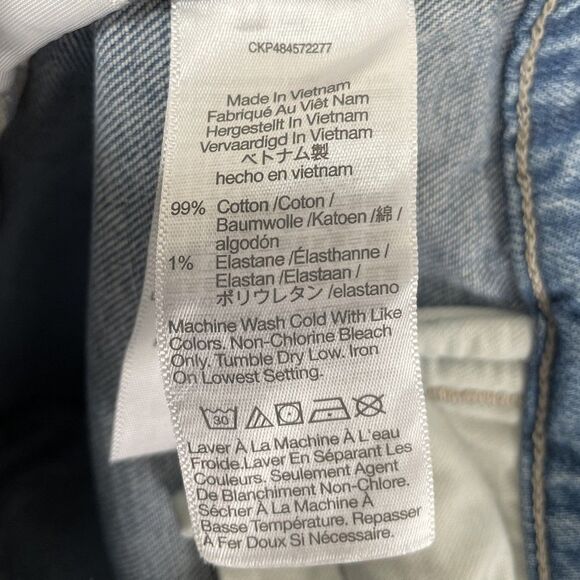 CKP484572277
Made In Vietnam
Fabriqué Au Viêt Nam
Hergestellt In Vietnam
Vervaardigd In Vietnam
ベトナム製
hecho en vietnam
99% Cotton /Coton /
Baumwolle /Katoen /綿 /
algodón
1% Elastane /Élasthanne /
Elastan /Elastaan /
ポリウレタン /elastano
Machine Wash Cold With Like
Colors. Non-Chlorine Bleach
Only. Tumble Dry Low. Iron
On Lowest Setting.
30
Laver À La Machine À L'eau
Froide.Laver En Séparant Les
Couleurs. Seulement Agent
De Blanchiment Non Chloré.
Sécher À La Machine À
Basse Température. Repasser
À Fer Doux Si Nécessaire.